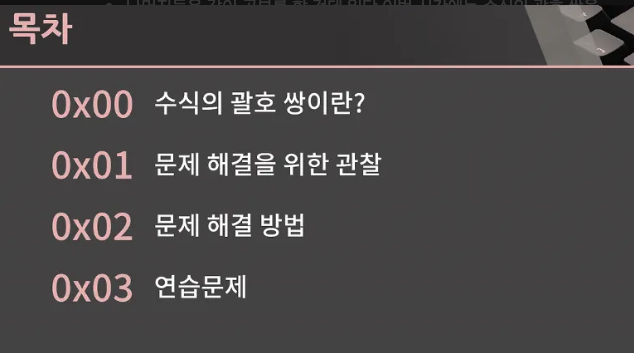 목차
0x00 수식의 괄호 쌍이란?
0x01 문제 해결을 위한 관찰
0x02 문제 해결 방법
0x03 연습문제